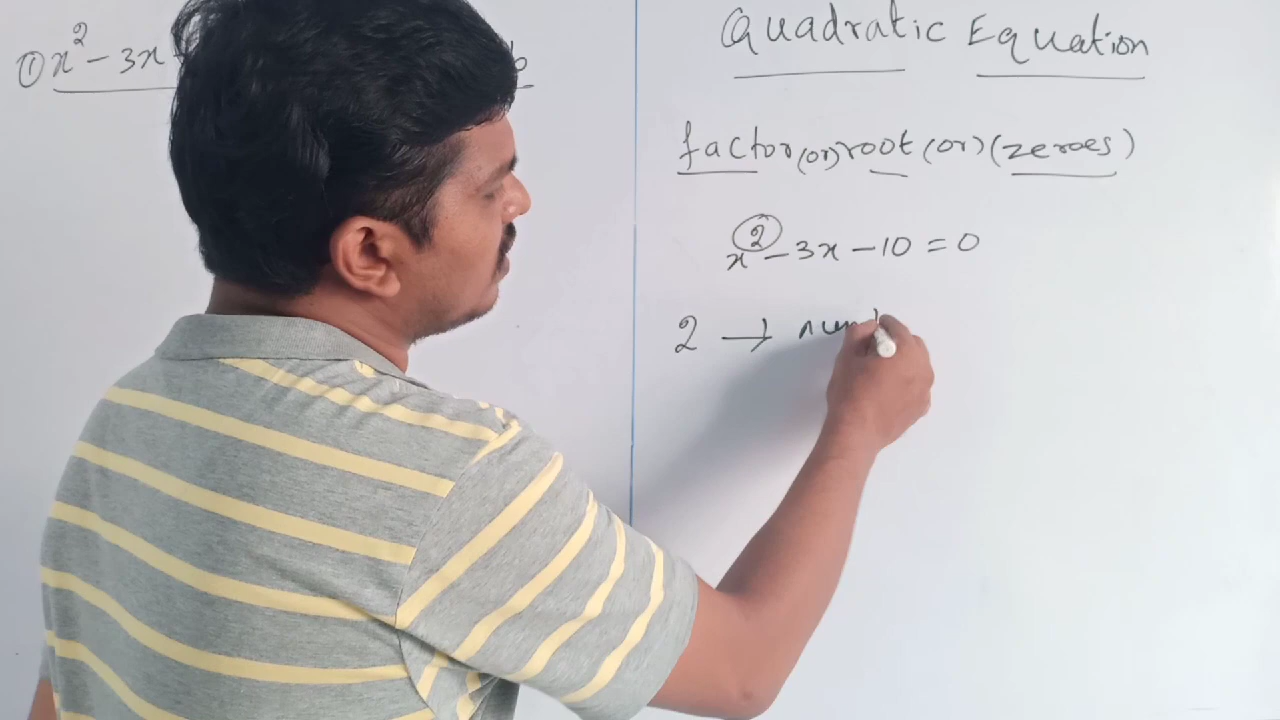 ① x² - 3x
Quadratic Equation
factor (or) root (or) (zeroes)
x² - 3x - 10 = 0
2 →